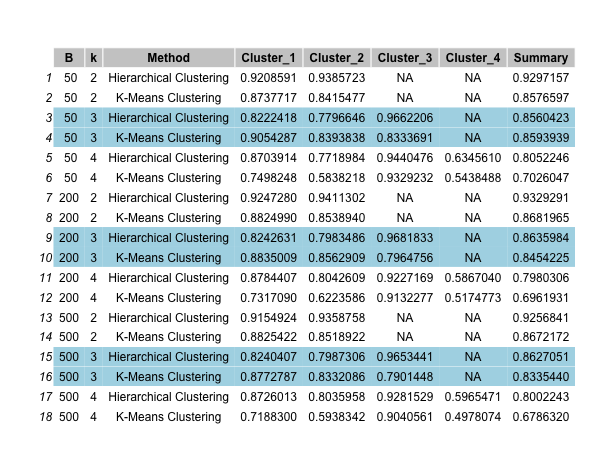 B k Method Cluster_1 Cluster_2 Cluster_3 Cluster_4 Summary
1 50 2 Hierarchical Clustering 0.9208591 0.9385723 NA NA 0.9297157
2 50 2 K-Means Clustering 0.8737717 0.8415477 NA NA 0.8576597
3 50 3 Hierarchical Clustering 0.8222418 0.7796646 0.9662206 NA 0.8560423
4 50 3 K-Means Clustering 0.9054287 0.8393838 0.8333691 NA 0.8593939
5 50 4 Hierarchical Clustering 0.8703914 0.7718984 0.9440476 0.6345610 0.8052246
6 50 4 K-Means Clustering 0.7498248 0.5838218 0.9329232 0.5438488 0.7026047
7 200 2 Hierarchical Clustering 0.9247280 0.9411302 NA NA 0.9329291
8 200 2 K-Means Clustering 0.8824990 0.8538940 NA NA 0.8681965
9 200 3 Hierarchical Clustering 0.8242631 0.7983486 0.9681833 NA 0.8635984
10 200 3 K-Means Clustering 0.8835009 0.8562909 0.7964756 NA 0.8454225
11 200 4 Hierarchical Clustering 0.8784407 0.8042609 0.9227169 0.5867040 0.7980306
12 200 4 K-Means Clustering 0.7317090 0.6223586 0.9132277 0.5174773 0.6961931
13 500 2 Hierarchical Clustering 0.9154924 0.9358758 NA NA 0.9256841
14 500 2 K-Means Clustering 0.8825422 0.8518922 NA NA 0.8672172
15 500 3 Hierarchical Clustering 0.8240407 0.7987306 0.9653441 NA 0.8627051
16 500 3 K-Means Clustering 0.8772787 0.8332086 0.7901448 NA 0.8335440
17 500 4 Hierarchical Clustering 0.8726013 0.8035958 0.9281529 0.5965471 0.8002243
18 500 4 K-Means Clustering 0.7188300 0.5938342 0.9040561 0.4978074 0.6786320